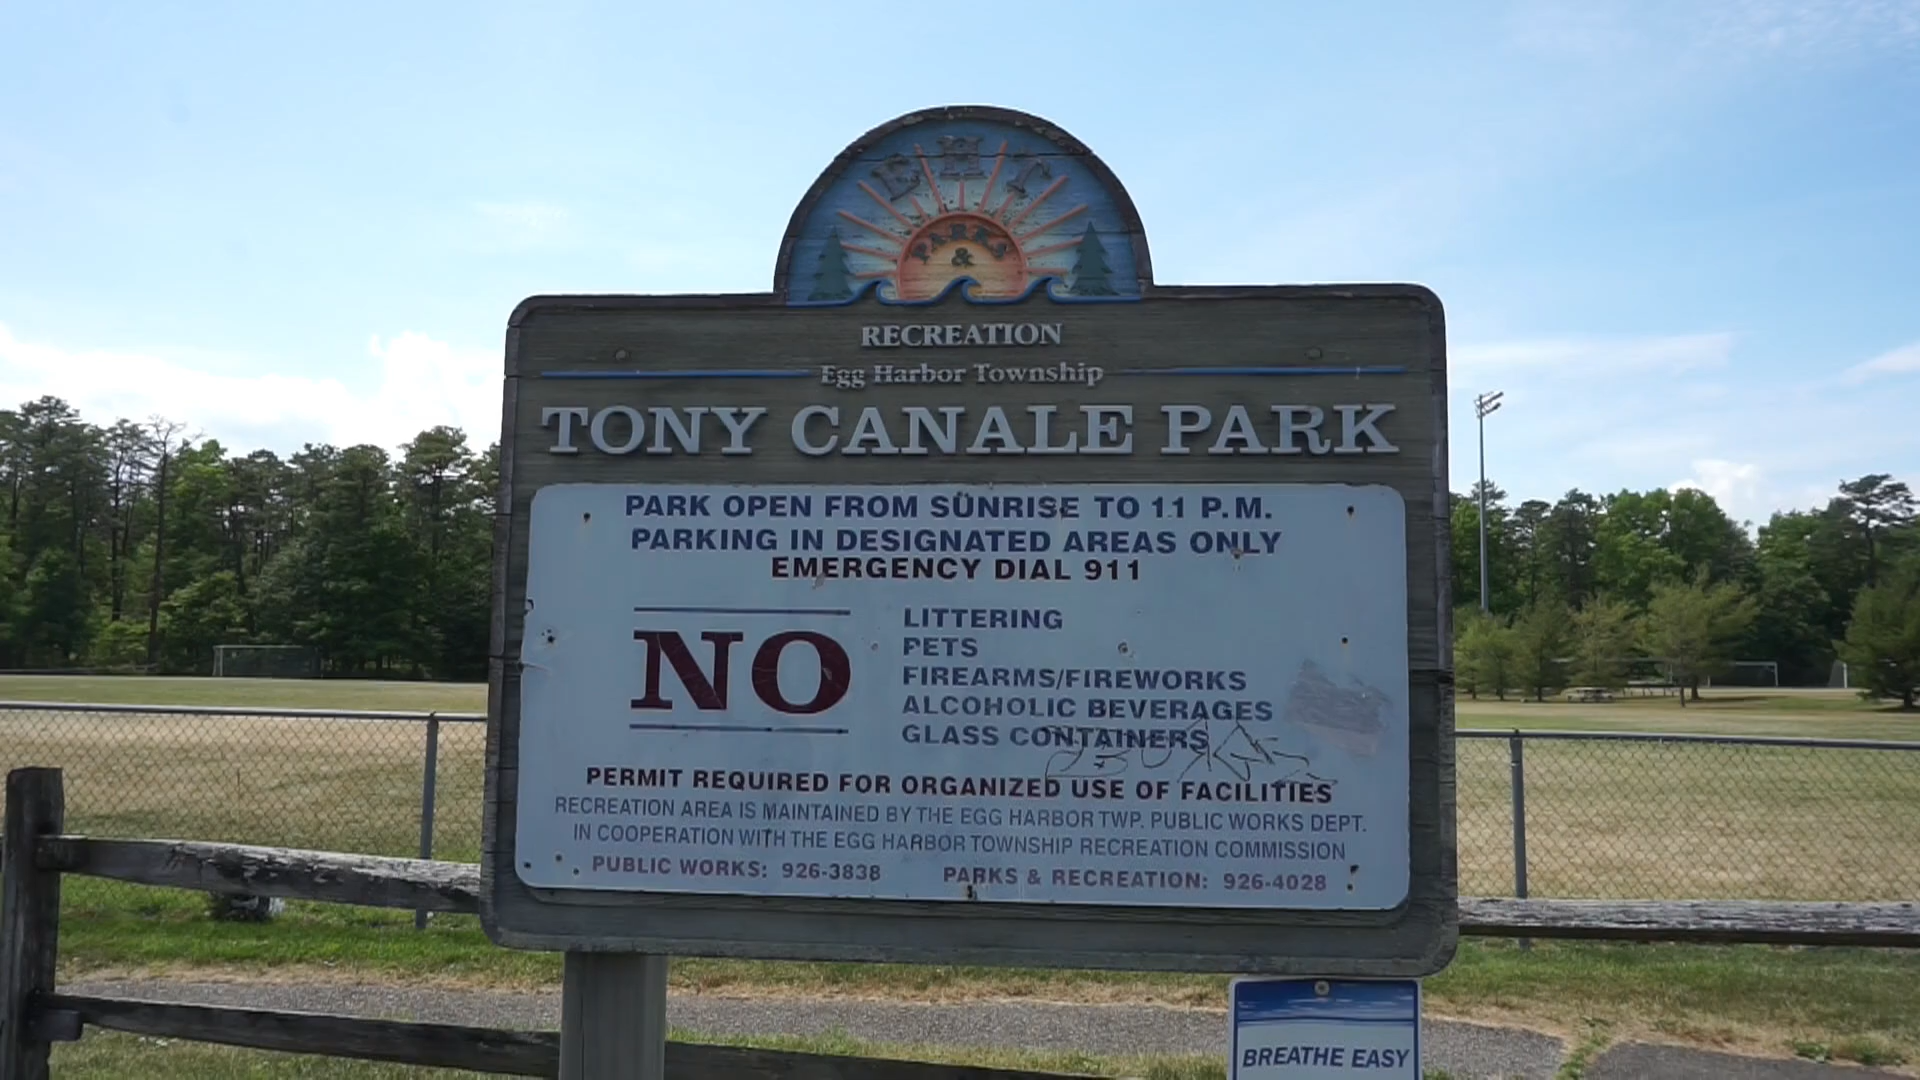 EHT
PARKS
&
RECREATION
Egg Harbor Township
TONY CANALE PARK
PARK OPEN FROM SUNRISE TO 11 P.M.
PARKING IN DESIGNATED AREAS ONLY
EMERGENCY DIAL 911
NO
LITTERING
PETS
FIREARMS/FIREWORKS
ALCOHOLIC BEVERAGES
GLASS CONTAINERS
PERMIT REQUIRED FOR ORGANIZED USE OF FACILITIES
RECREATION AREA IS MAINTAINED BY THE EGG HARBOR TWP. PUBLIC WORKS DEPT.
IN COOPERATION WITH THE EGG HARBOR TOWNSHIP RECREATION COMMISSION
PUBLIC WORKS: 926-3838 PARKS & RECREATION: 926-4028
BREATHE EASY